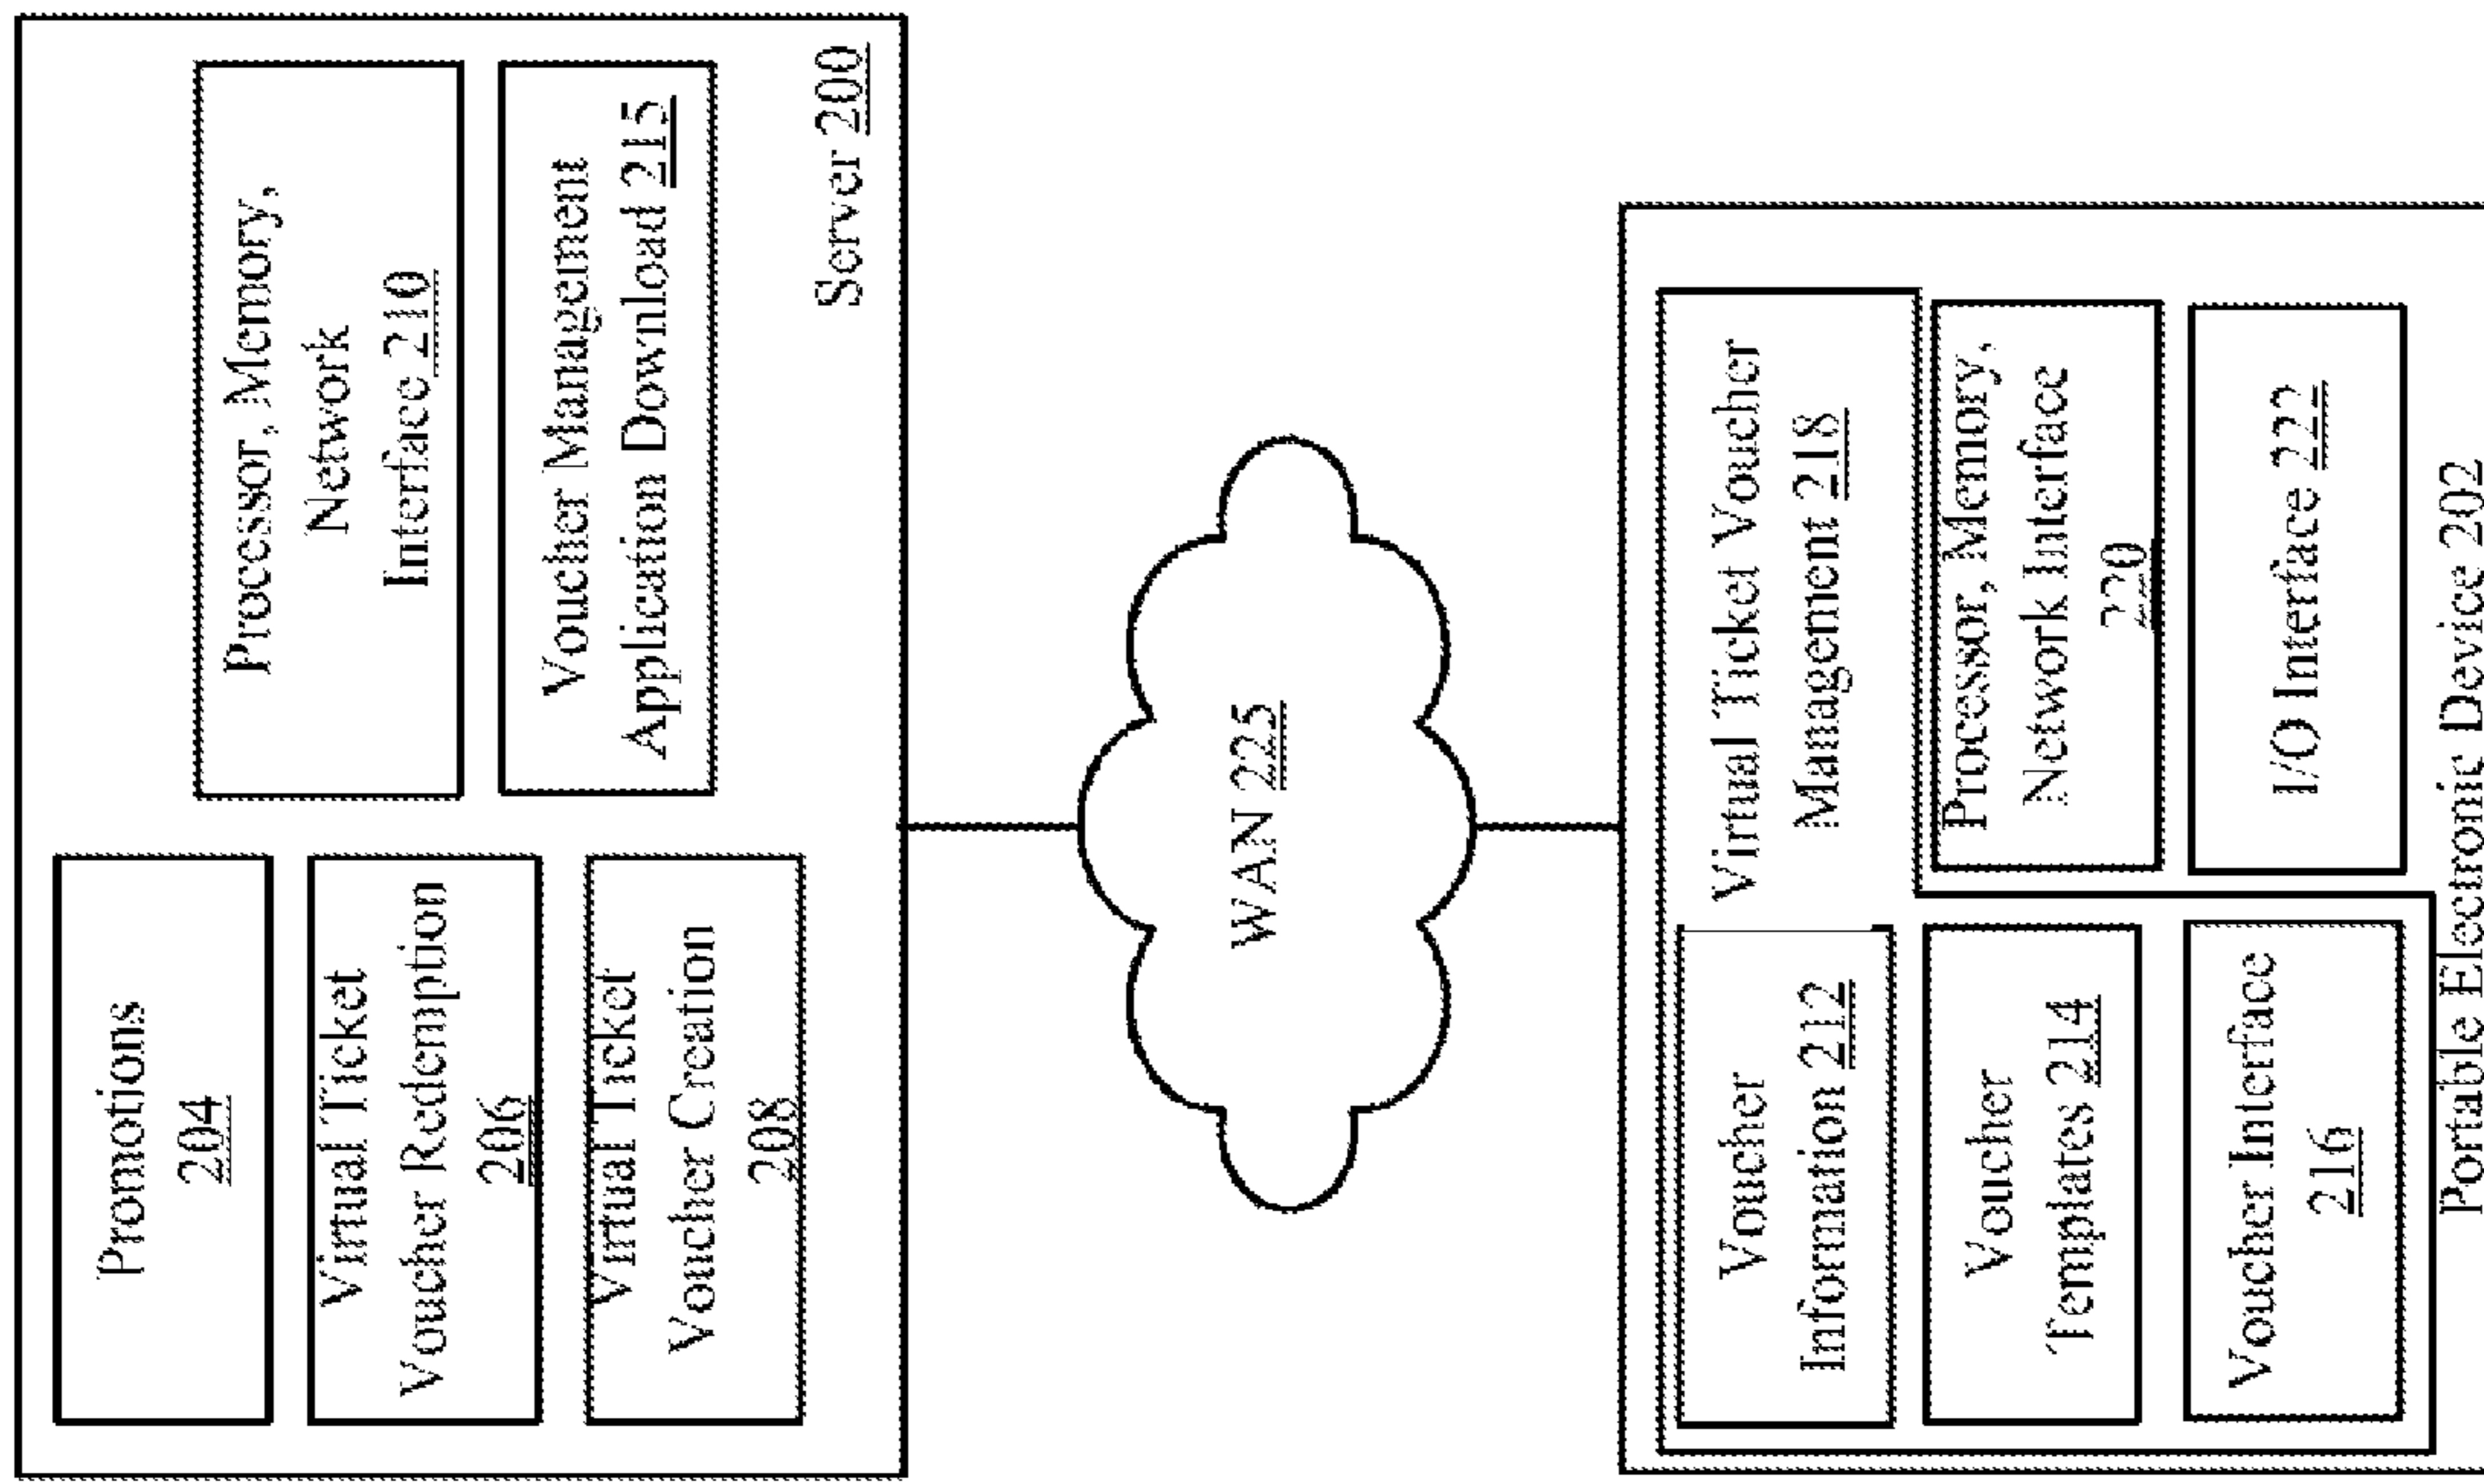 Promotions
204
Virtual Ticket
Voucher Redemption
206
Virtual Ticket
Voucher Creation
208
Processor, Memory,
Network
Interface 210
Voucher Management
Application Download 215
Server 200
WAN 225
Voucher
Information 212
Voucher
Templates 214
Voucher Interface
216
Virtual Ticket Voucher
Management 218
Processor, Memory,
Network Interface
220
I/O Interface 222
Portable Electronic Device 202